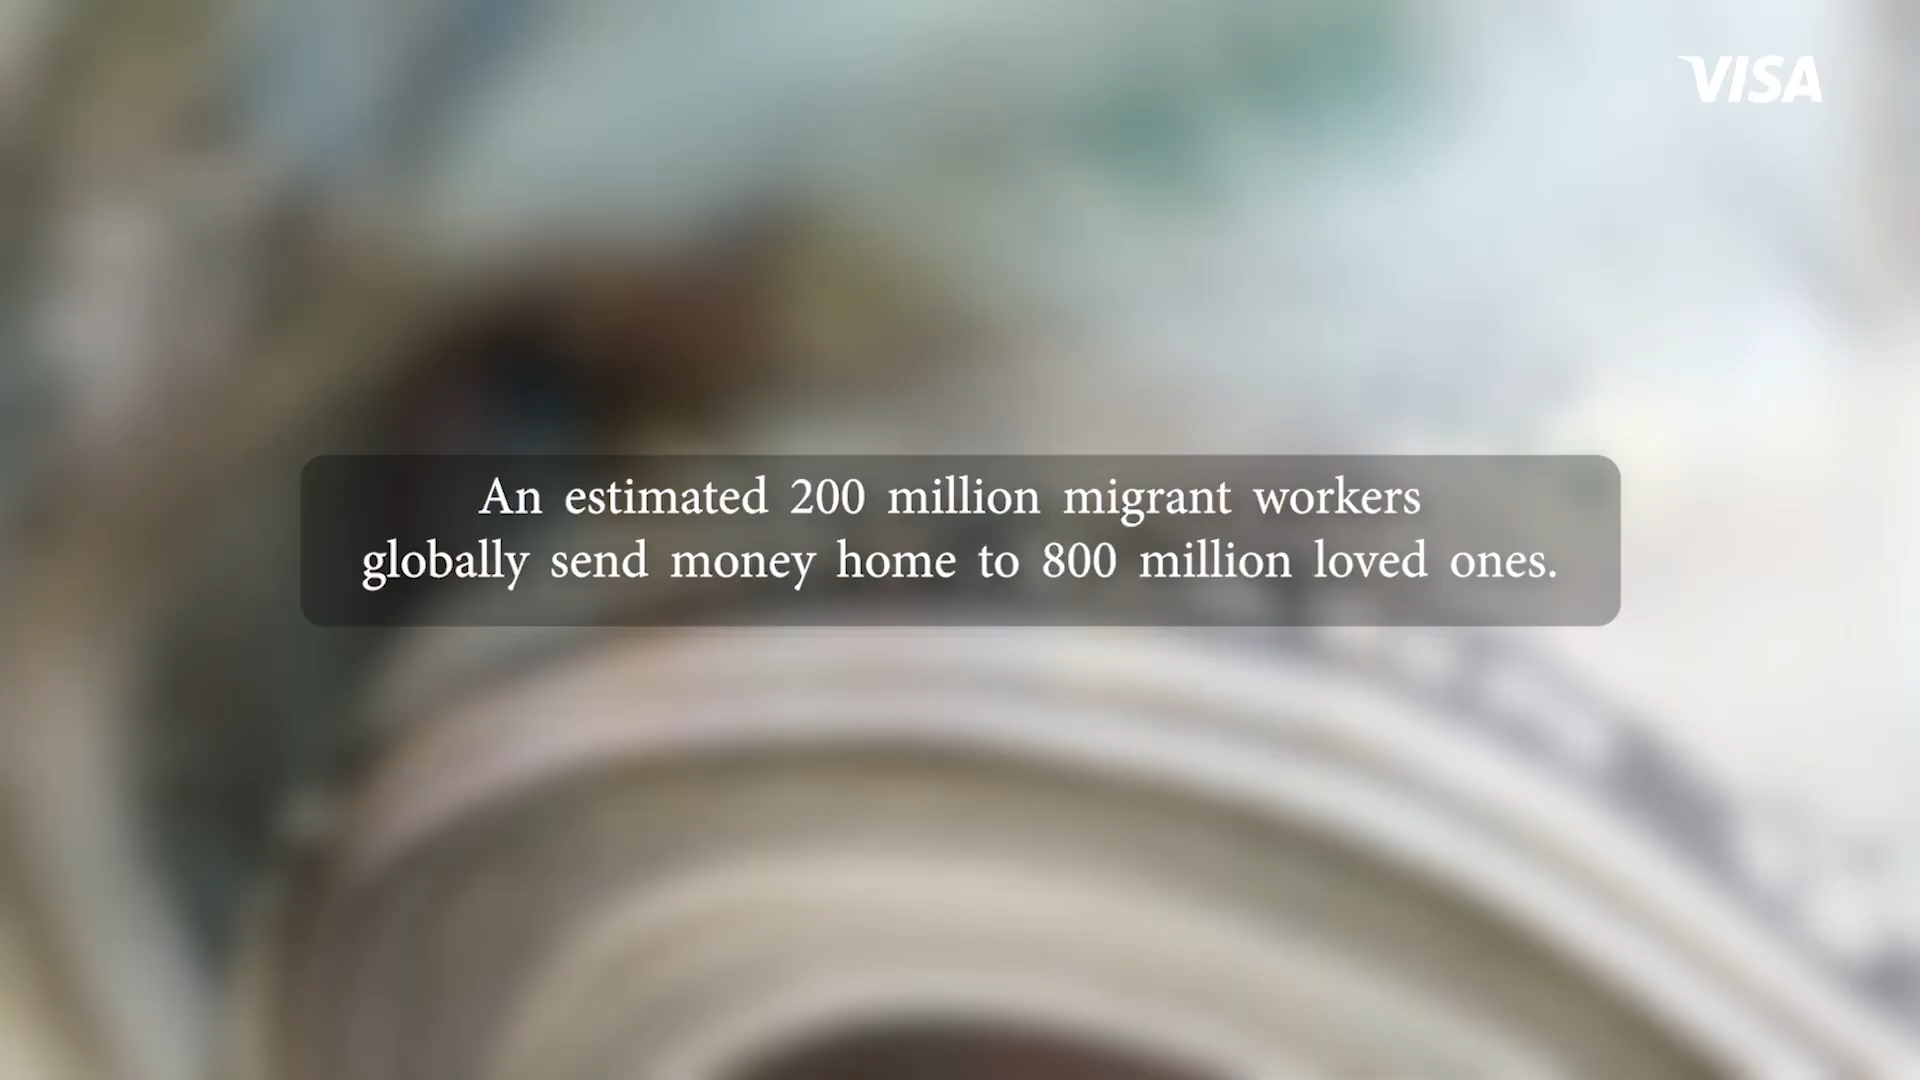 VISA
An estimated 200 million migrant workers
globally send money home to 800 million loved ones.